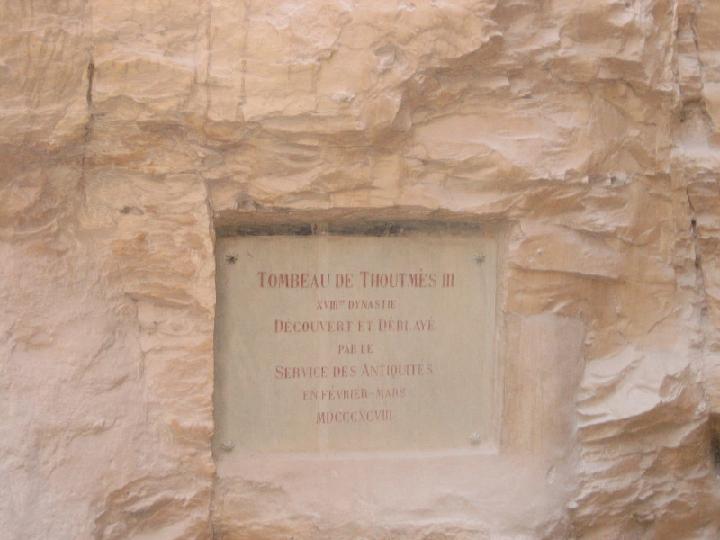 TOMBEAU DE THOUTMÈS III
XVIIIme DYNASTIE
DÉCOUVERT ET DÉBLAYÉ
PAR LE
SERVICE DES ANTIQUITÉS
EN FÉVRIER-MARS
MDCCCXCVIII